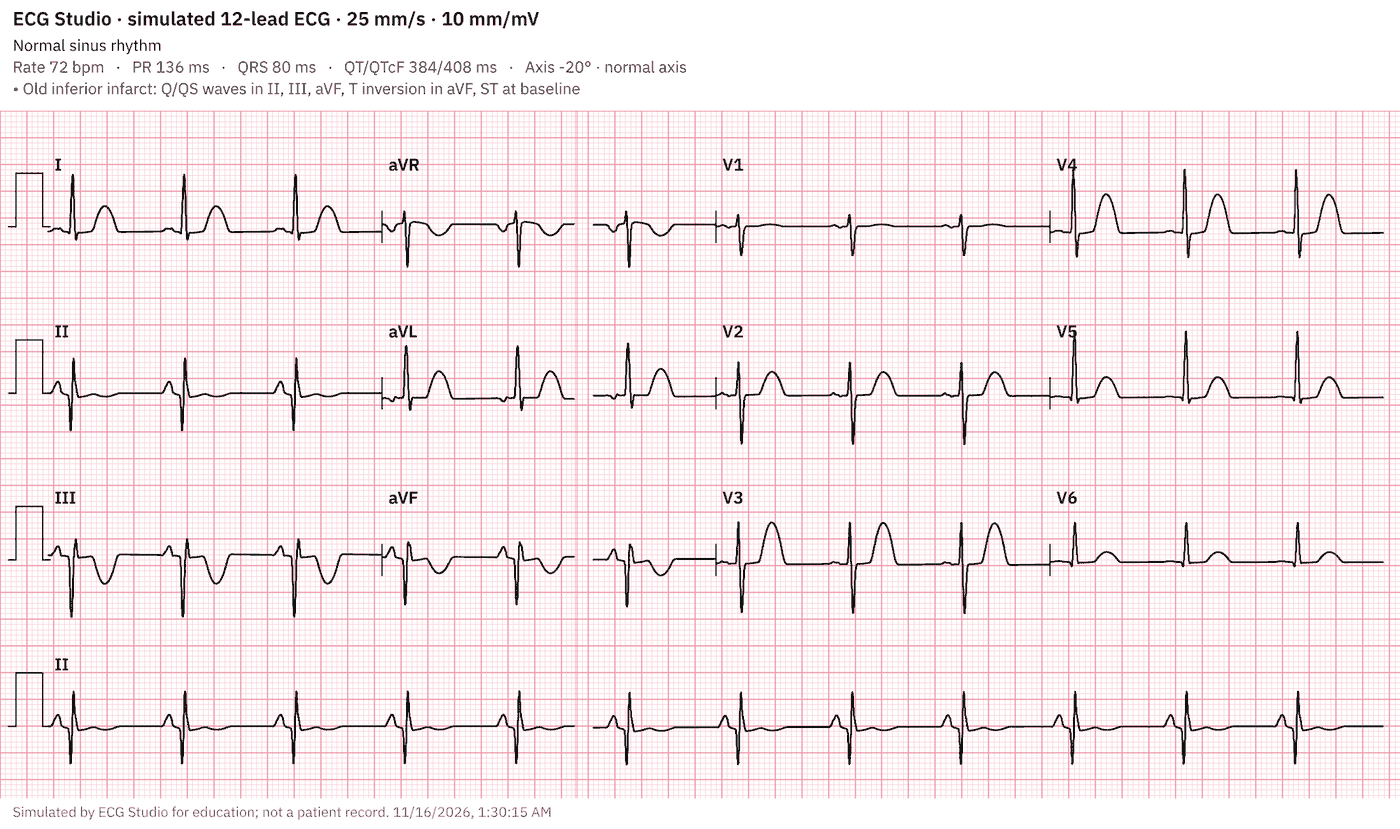 ECG Studio · simulated 12-lead ECG · 25 mm/s · 10 mm/mV
Normal sinus rhythm
Rate 72 bpm · PR 136 ms · QRS 80 ms · QT/QTcF 384/408 ms · Axis -20° · normal axis
• Old inferior infarct: Q/QS waves in II, III, aVF, T inversion in aVF, ST at baseline
I aVR V1 V4
II aVL V2 V5
III aVF V3 V6
II
Simulated by ECG Studio for education; not a patient record. 11/16/2026, 1:30:15 AM